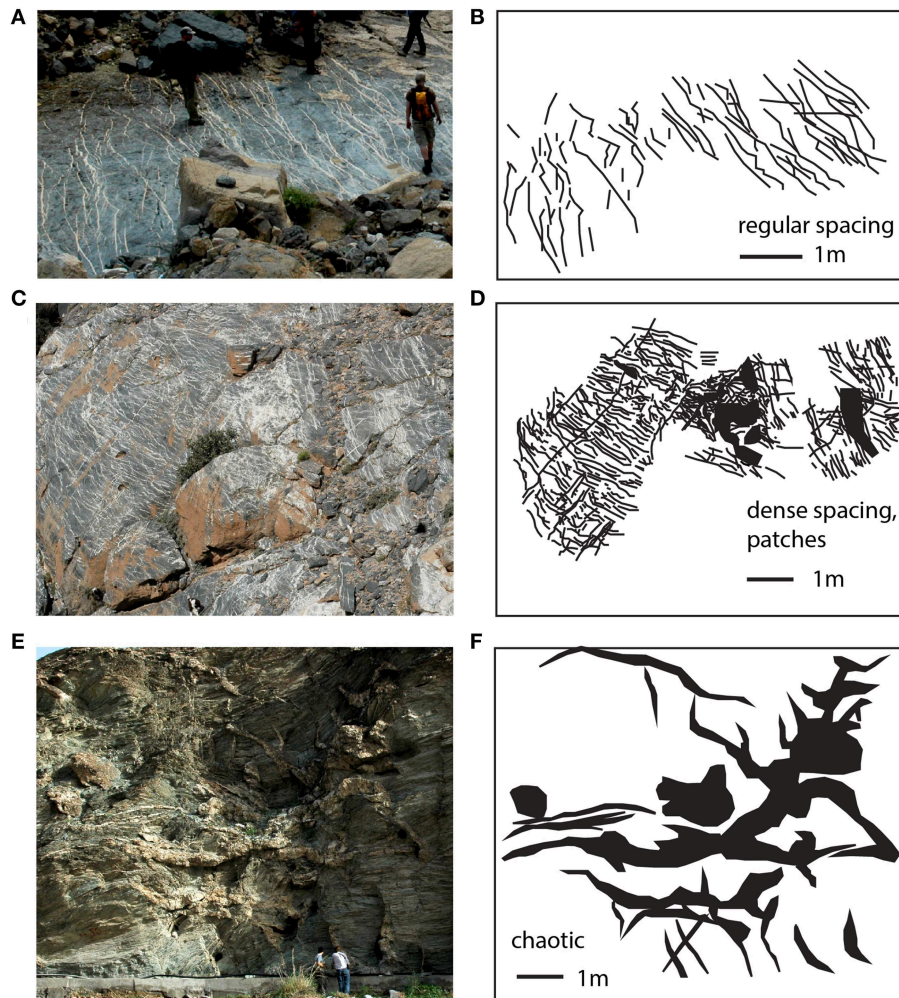 A
B
regular spacing
1m
C
D
dense spacing,
patches
1m
E
F
chaotic
1m